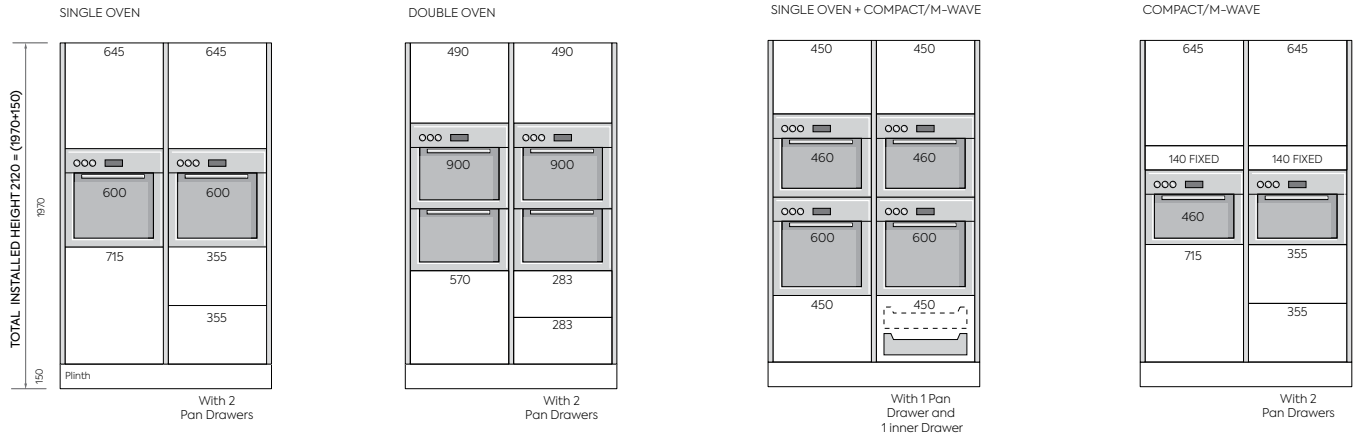 SINGLE OVEN
TOTAL INSTALLED HEIGHT 2120 = (1970+150)
1970
150
645
645
600
600
715
355
355
Plinth
With 2
Pan Drawers
DOUBLE OVEN
490
490
900
900
570
283
283
With 2
Pan Drawers
SINGLE OVEN + COMPACT/M-WAVE
450
450
460
460
600
600
450
450
With 1 Pan
Drawer and
1 inner Drawer
COMPACT/M-WAVE
645
645
140 FIXED
140 FIXED
460
715
355
355
With 2
Pan Drawers